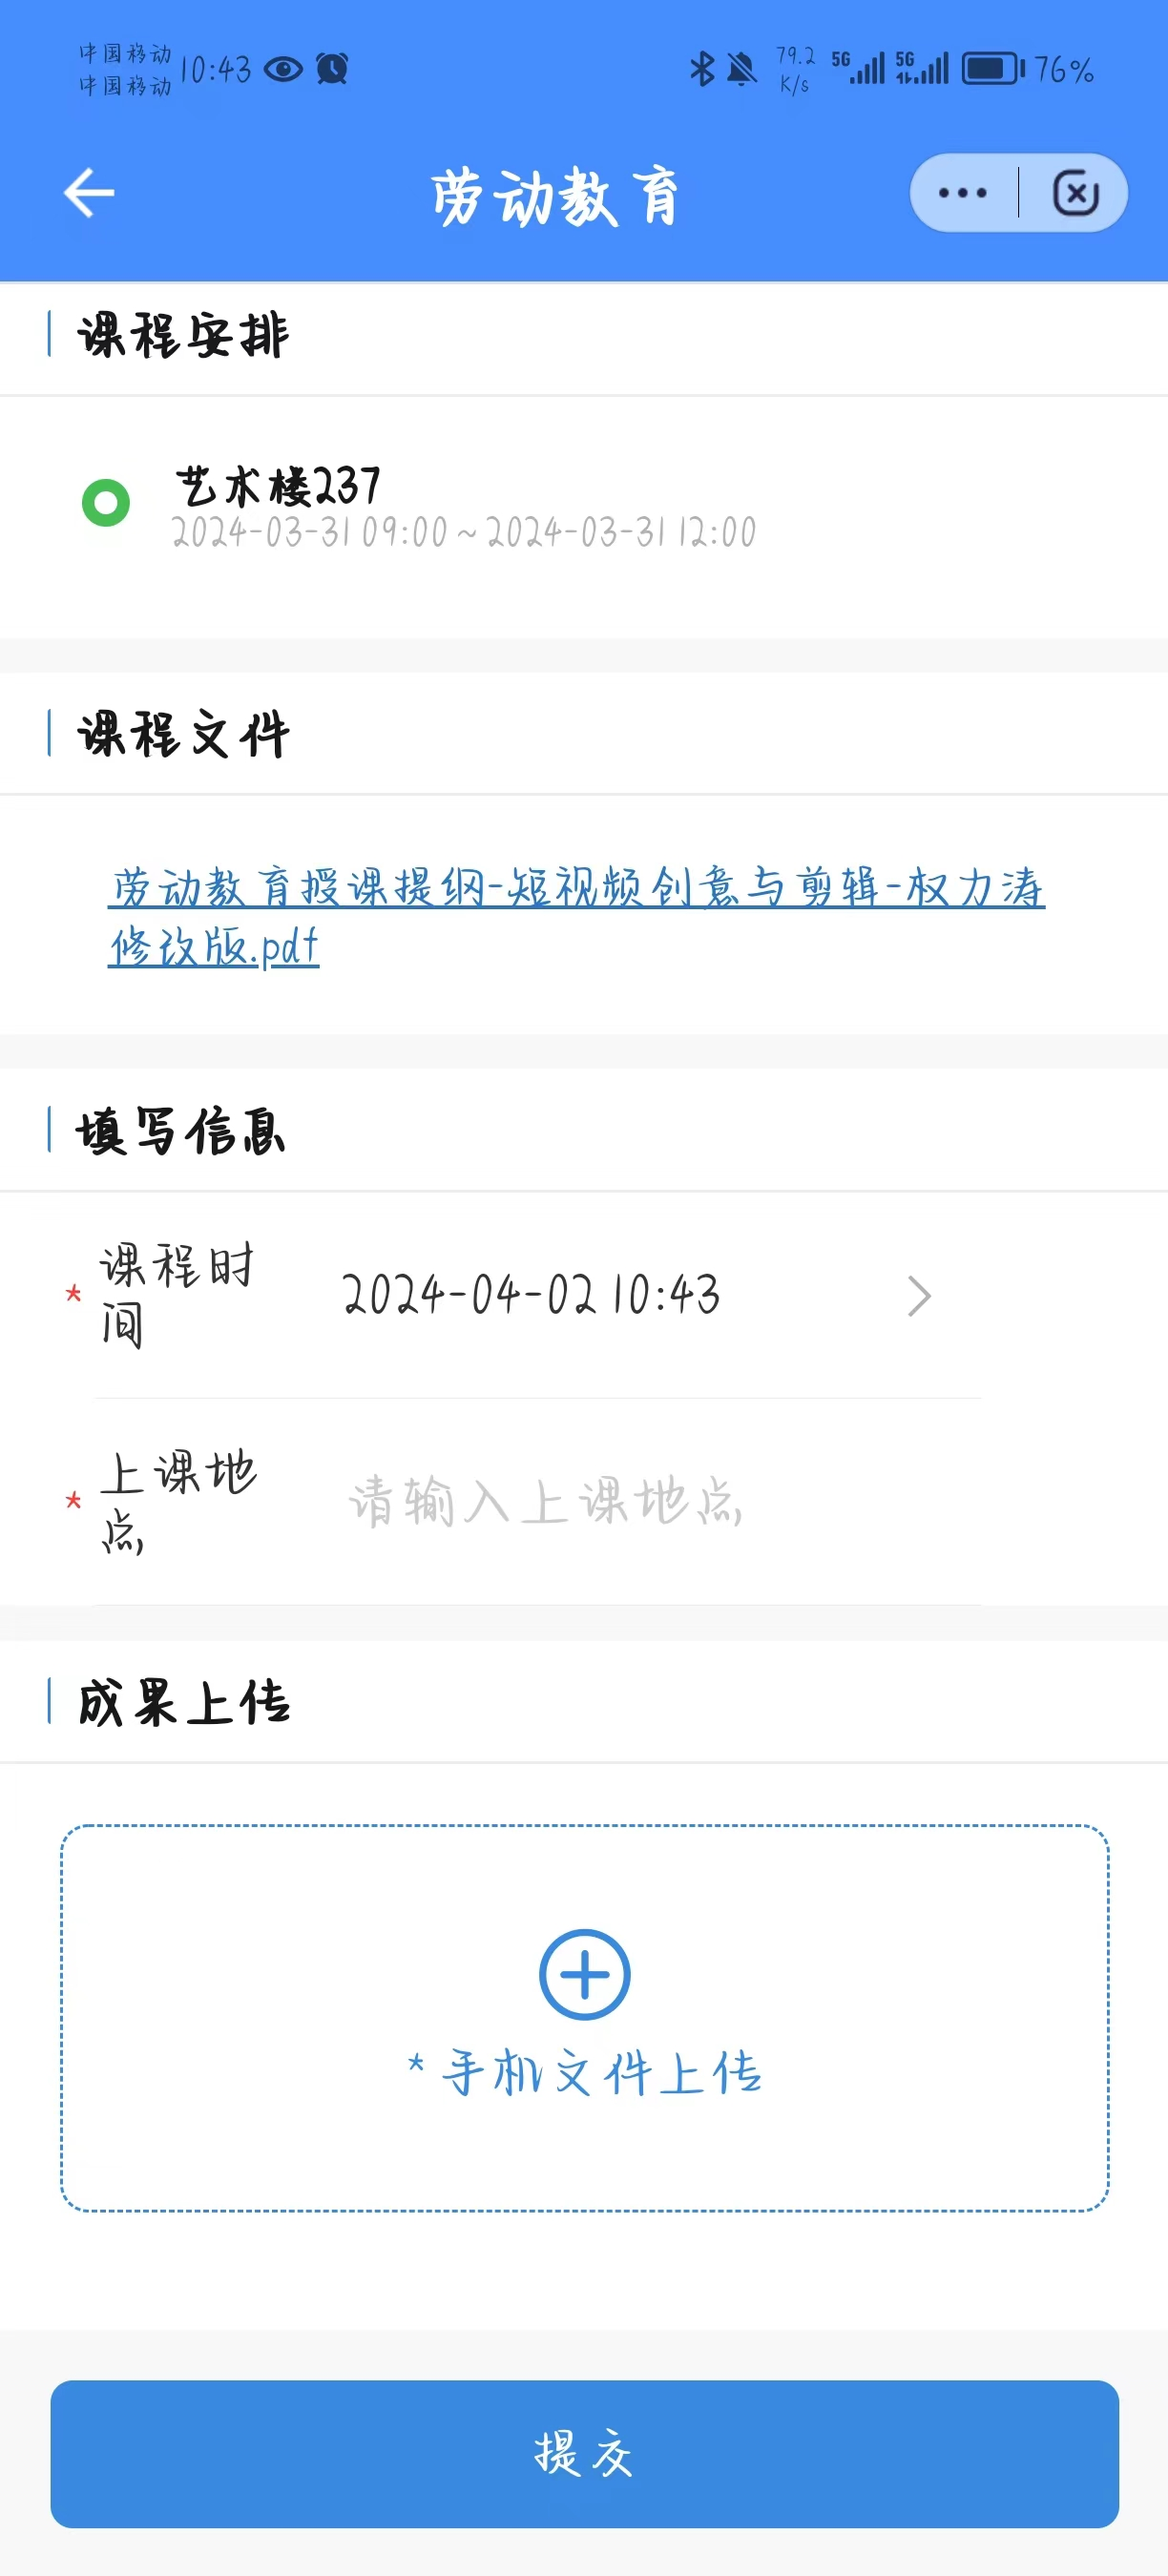 中国移动
中国移动
10:43
79.2
K/s
5G
5G
76%
劳动教育
课程安排
艺术楼237
2024-03-31 09:00 ~ 2024-03-31 12:00
课程文件
劳动教育授课提纲-短视频创意与剪辑-权力涛
修改版.pdf
填写信息
* 课程时
间
2024-04-02 10:43
* 上课地
点
请输入上课地点
成果上传
* 手机文件上传
提交